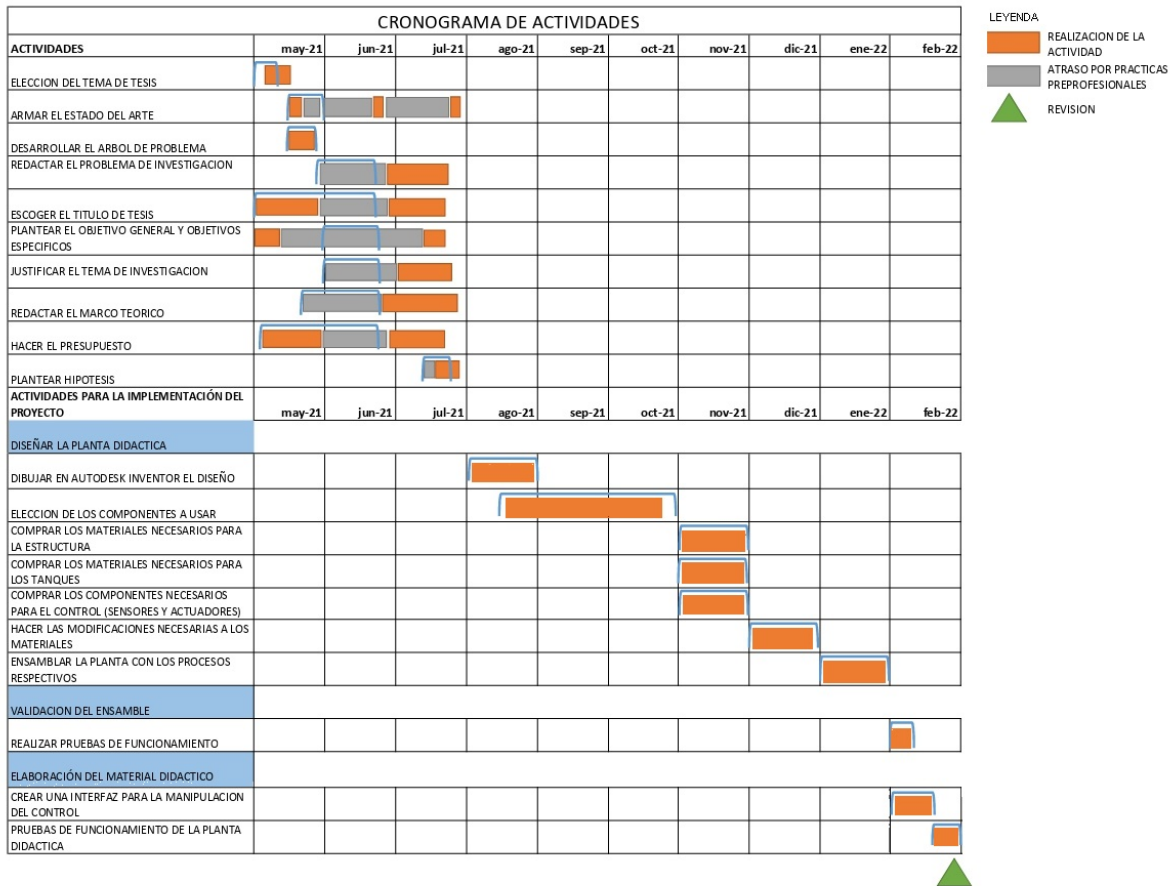 CRONOGRAMA DE ACTIVIDADES
ACTIVIDADES may-21 jun-21 jul-21 ago-21 sep-21 oct-21 nov-21 dic-21 ene-22 feb-22
ELECCION DEL TEMA DE TESIS
ARMAR EL ESTADO DEL ARTE
DESARROLLAR EL ARBOL DE PROBLEMA
REDACTAR EL PROBLEMA DE INVESTIGACION
ESCOGER EL TITULO DE TESIS
PLANTEAR EL OBJETIVO GENERAL Y OBJETIVOS
ESPECIFICOS
JUSTIFICAR EL TEMA DE INVESTIGACION
REDACTAR EL MARCO TEORICO
HACER EL PRESUPUESTO
PLANTEAR HIPOTESIS
ACTIVIDADES PARA LA IMPLEMENTACIÓN DEL
PROYECTO may-21 jun-21 jul-21 ago-21 sep-21 oct-21 nov-21 dic-21 ene-22 feb-22
DISEÑAR LA PLANTA DIDACTICA
DIBUJAR EN AUTODESK INVENTOR EL DISEÑO
ELECCION DE LOS COMPONENTES A USAR
COMPRAR LOS MATERIALES NECESARIOS PARA
LA ESTRUCTURA
COMPRAR LOS MATERIALES NECESARIOS PARA
LOS TANQUES
COMPRAR LOS COMPONENTES NECESARIOS
PARA EL CONTROL (SENSORES Y ACTUADORES)
HACER LAS MODIFICACIONES NECESARIAS A LOS
MATERIALES
ENSAMBLAR LA PLANTA CON LOS PROCESOS
RESPECTIVOS
VALIDACION DEL ENSAMBLE
REALIZAR PRUEBAS DE FUNCIONAMIENTO
ELABORACIÓN DEL MATERIAL DIDACTICO
CREAR UNA INTERFAZ PARA LA MANIPULACION
DEL CONTROL
PRUEBAS DE FUNCIONAMIENTO DE LA PLANTA
DIDACTICA
LEYENDA
REALIZACION DE LA
ACTIVIDAD
ATRASO POR PRACTICAS
PREPROFESIONALES
REVISION